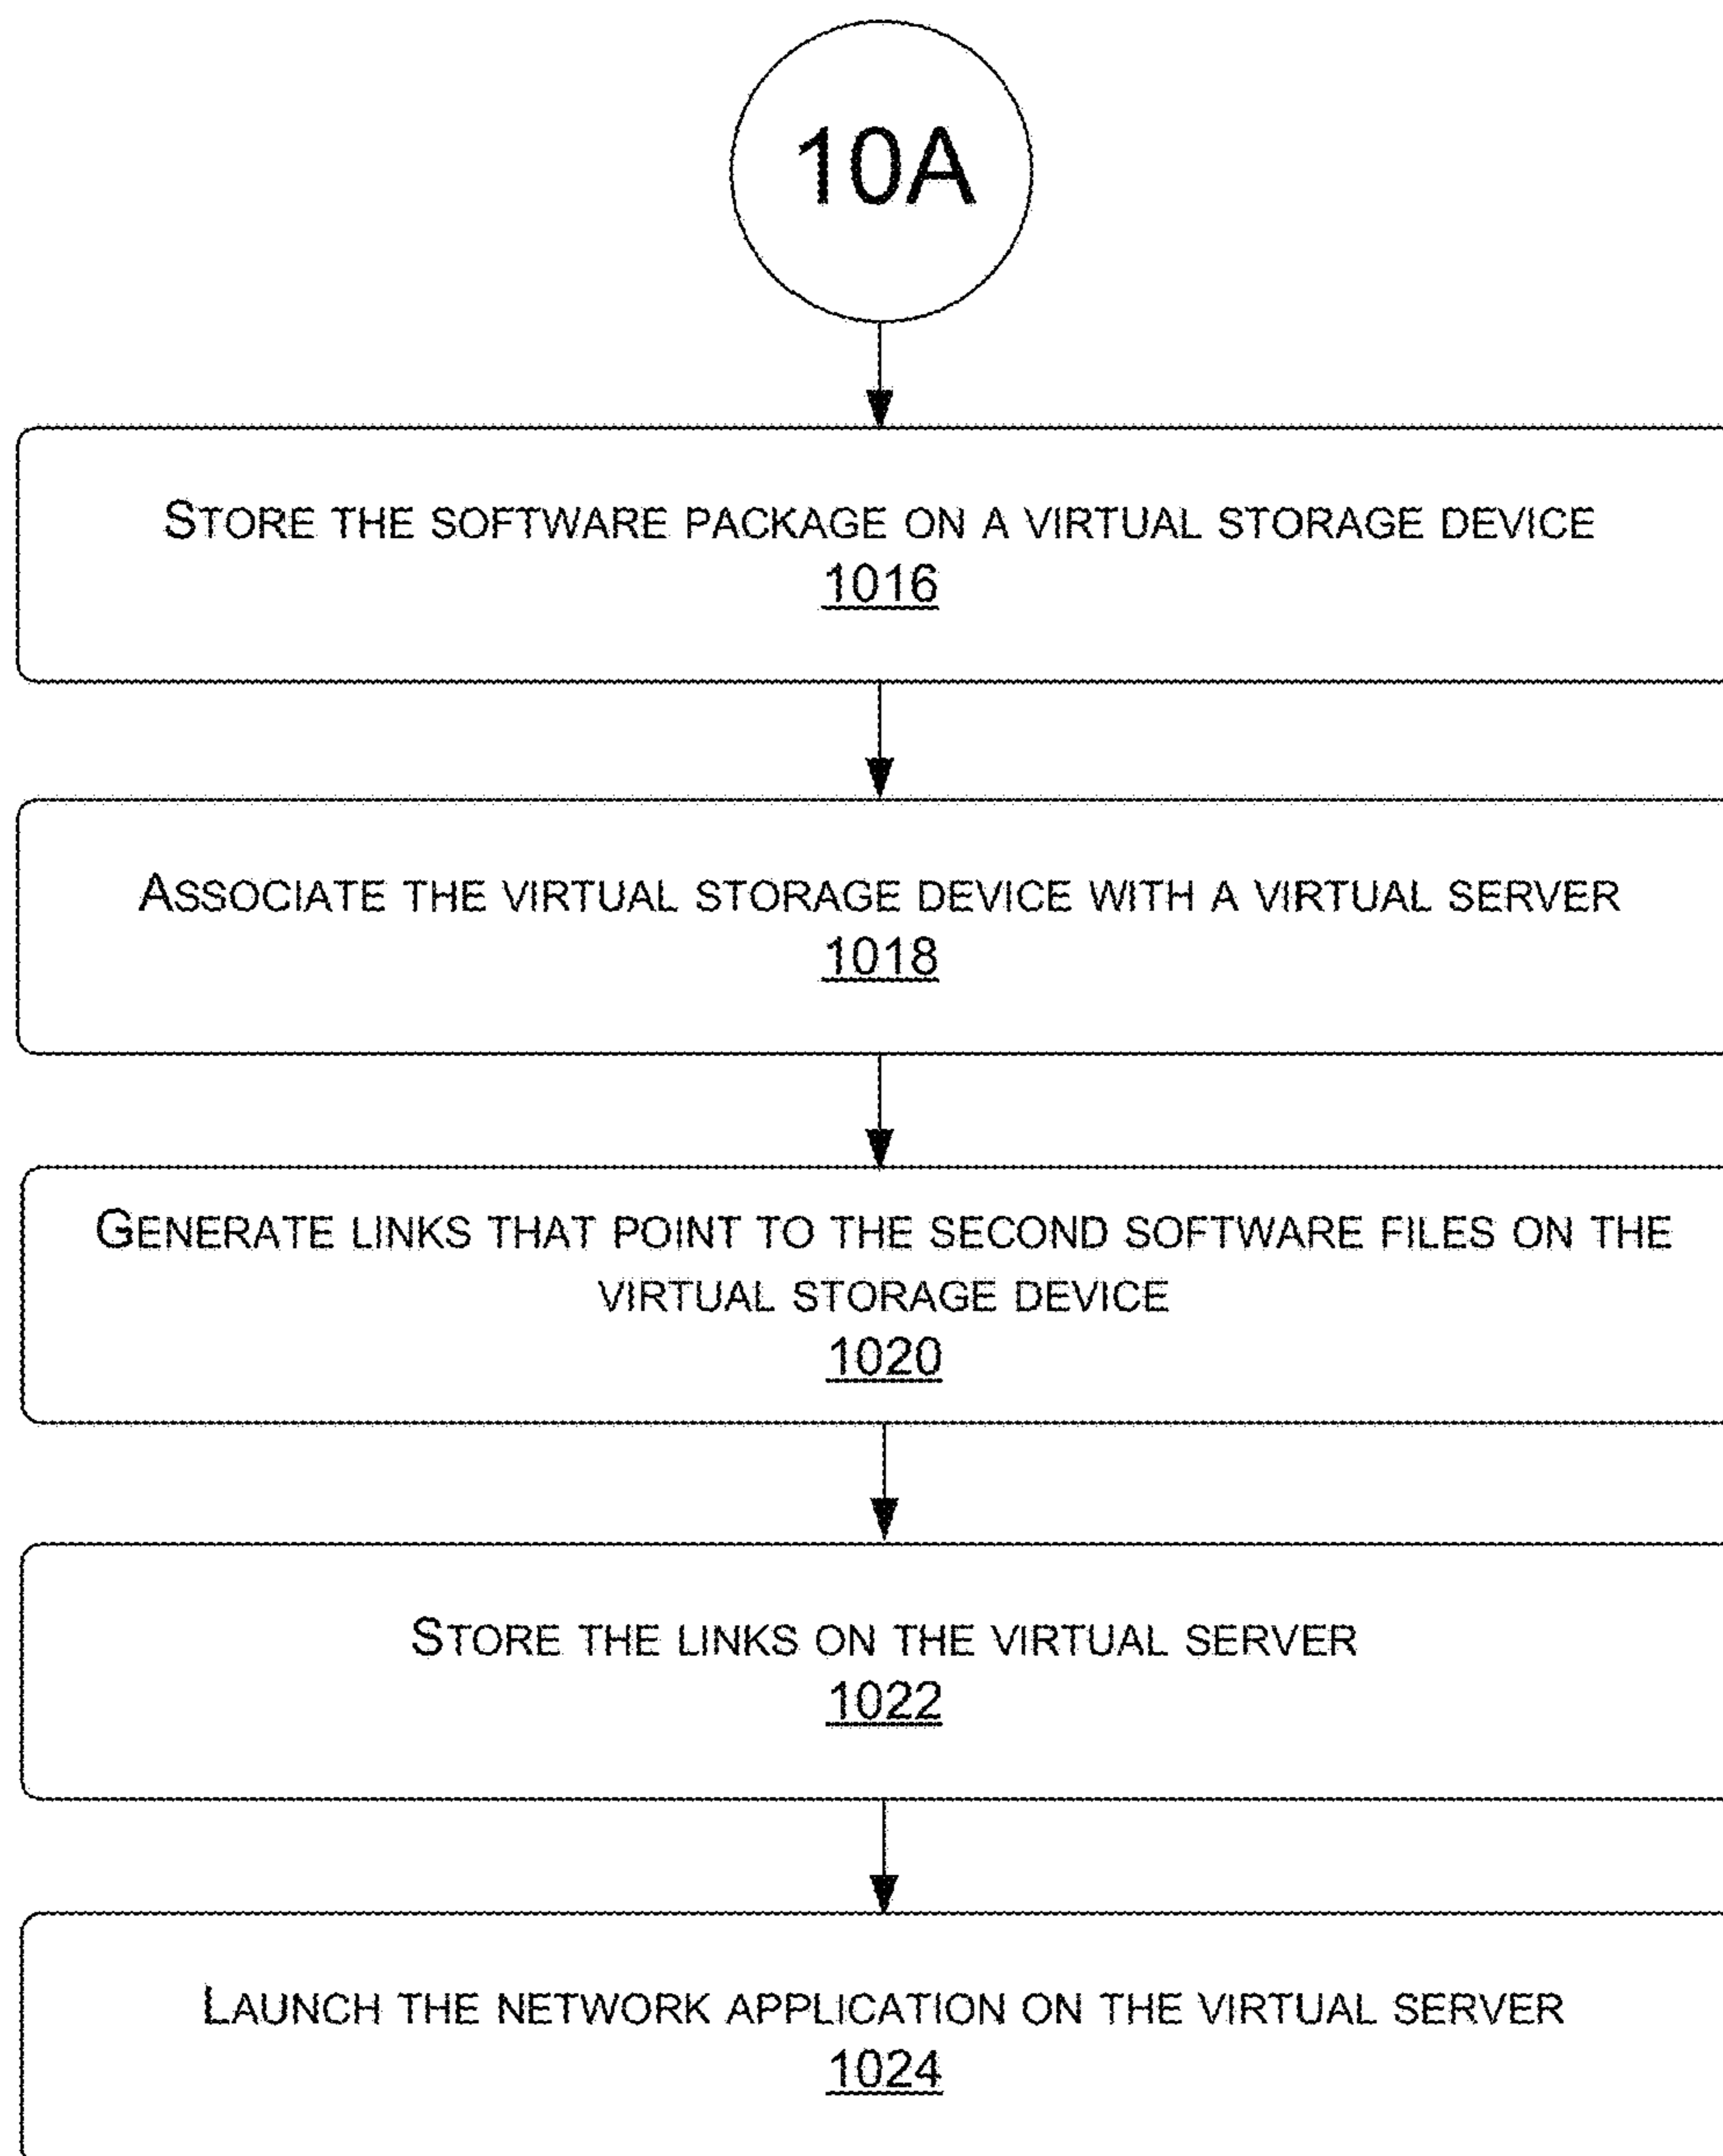 10A
STORE THE SOFTWARE PACKAGE ON A VIRTUAL STORAGE DEVICE
1016
ASSOCIATE THE VIRTUAL STORAGE DEVICE WITH A VIRTUAL SERVER
1018
GENERATE LINKS THAT POINT TO THE SECOND SOFTWARE FILES ON THE
VIRTUAL STORAGE DEVICE
1020
STORE THE LINKS ON THE VIRTUAL SERVER
1022
LAUNCH THE NETWORK APPLICATION ON THE VIRTUAL SERVER
1024